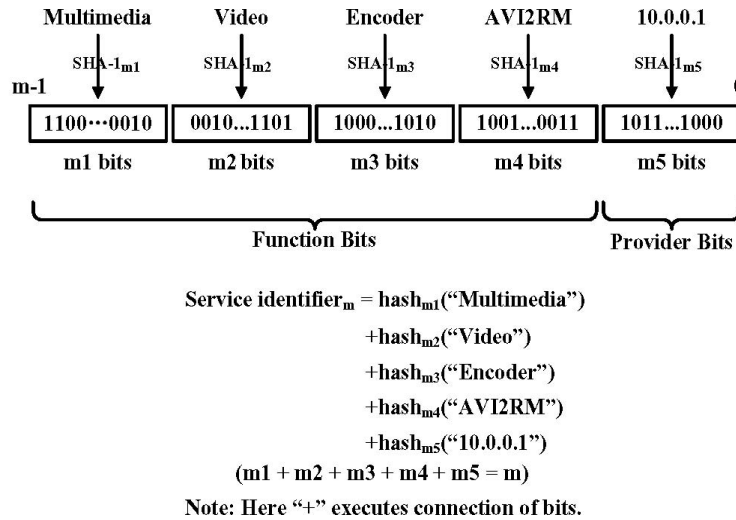 Multimedia Video Encoder AVI2RM 10.0.0.1
SHA-1m1 SHA-1m2 SHA-1m3 SHA-1m4 SHA-1m5
m-1
1100···0010 0010...1101 1000...1010 1001...0011 1011...1000
m1 bits m2 bits m3 bits m4 bits m5 bits
Function Bits Provider Bits
Service identifierm = hashm1(“Multimedia”)
+hashm2(“Video”)
+hashm3(“Encoder”)
+hashm4(“AVI2RM”)
+hashm5(“10.0.0.1”)
(m1 + m2 + m3 + m4 + m5 = m)
Note: Here “+” executes connection of bits.